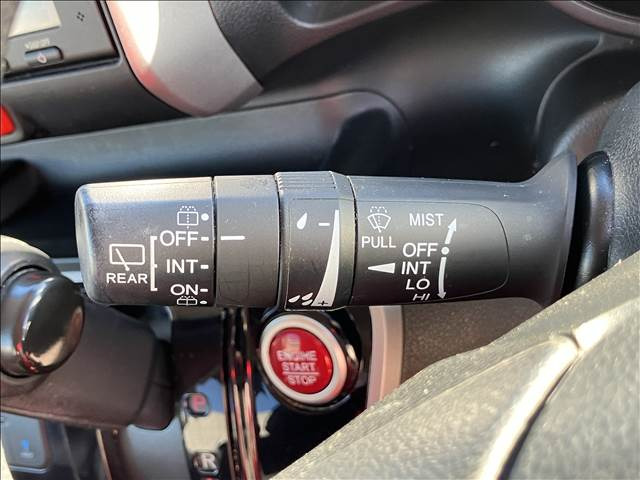 OFF
INT
ON
REAR
PULL
MIST
OFF
INT
LO
HI
ENGINE
START
STOP
P
R